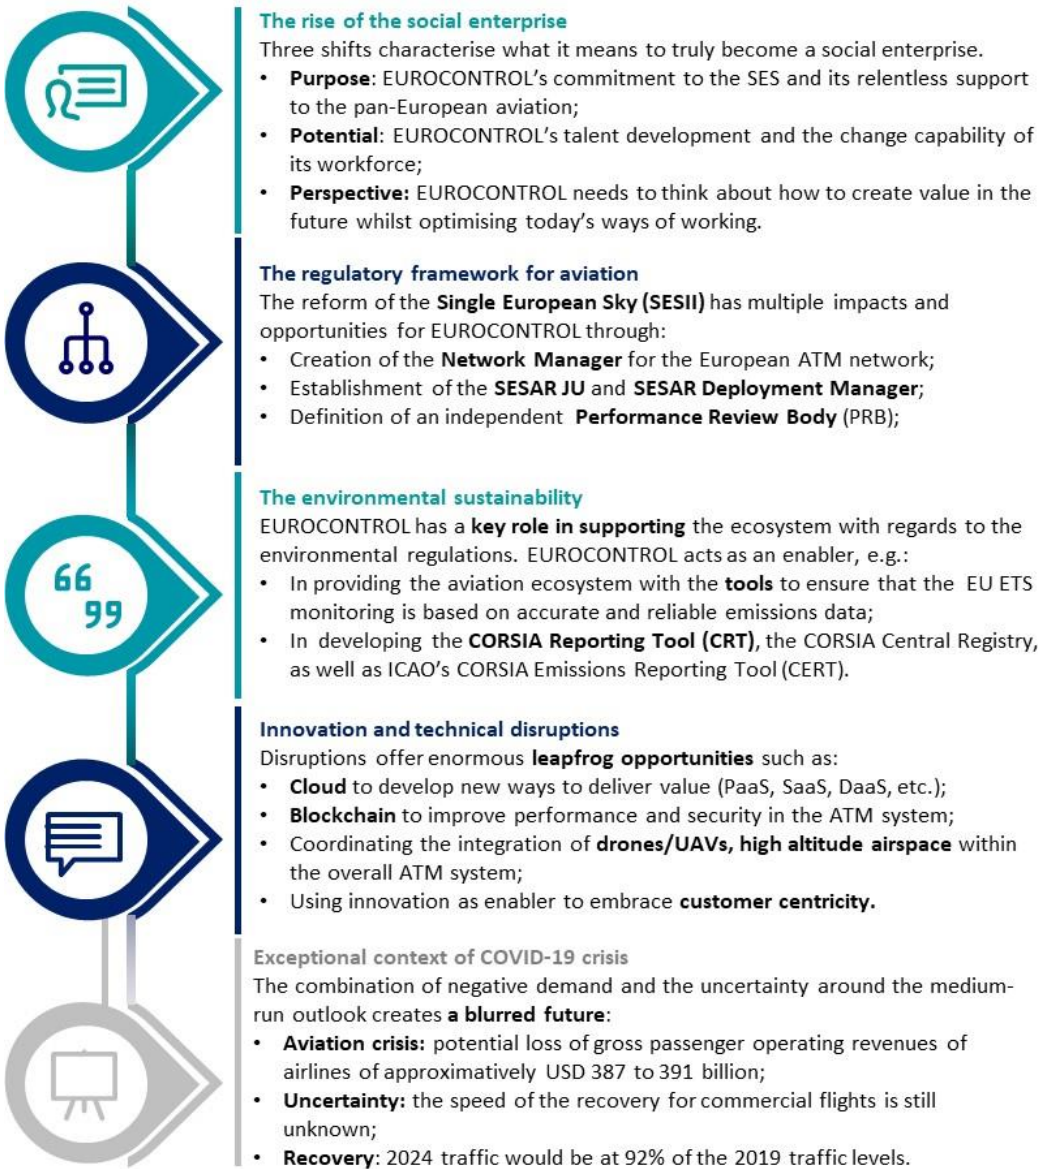 The rise of the social enterprise
Three shifts characterise what it means to truly become a social enterprise.
• Purpose: EUROCONTROL's commitment to the SES and its relentless support
to the pan-European aviation;
• Potential: EUROCONTROL's talent development and the change capability of
its workforce;
• Perspective: EUROCONTROL needs to think about how to create value in the
future whilst optimising today's ways of working.
The regulatory framework for aviation
The reform of the Single European Sky (SESII) has multiple impacts and
opportunities for EUROCONTROL through:
• Creation of the Network Manager for the European ATM network;
• Establishment of the SESAR JU and SESAR Deployment Manager;
• Definition of an independent Performance Review Body (PRB);
The environmental sustainability
EUROCONTROL has a key role in supporting the ecosystem with regards to the
environmental regulations. EUROCONTROL acts as an enabler, e.g.:
• In providing the aviation ecosystem with the tools to ensure that the EU ETS
monitoring is based on accurate and reliable emissions data;
• In developing the CORSIA Reporting Tool (CRT), the CORSIA Central Registry,
as well as ICAO's CORSIA Emissions Reporting Tool (CERT).
Innovation and technical disruptions
Disruptions offer enormous leapfrog opportunities such as:
• Cloud to develop new ways to deliver value (PaaS, SaaS, DaaS, etc.);
• Blockchain to improve performance and security in the ATM system;
• Coordinating the integration of drones/UAVs, high altitude airspace within
the overall ATM system;
• Using innovation as enabler to embrace customer centricity.
Exceptional context of COVID-19 crisis
The combination of negative demand and the uncertainty around the medium-
run outlook creates a blurred future:
• Aviation crisis: potential loss of gross passenger operating revenues of
airlines of approximatively USD 387 to 391 billion;
• Uncertainty: the speed of the recovery for commercial flights is still
unknown;
• Recovery: 2024 traffic would be at 92% of the 2019 traffic levels.